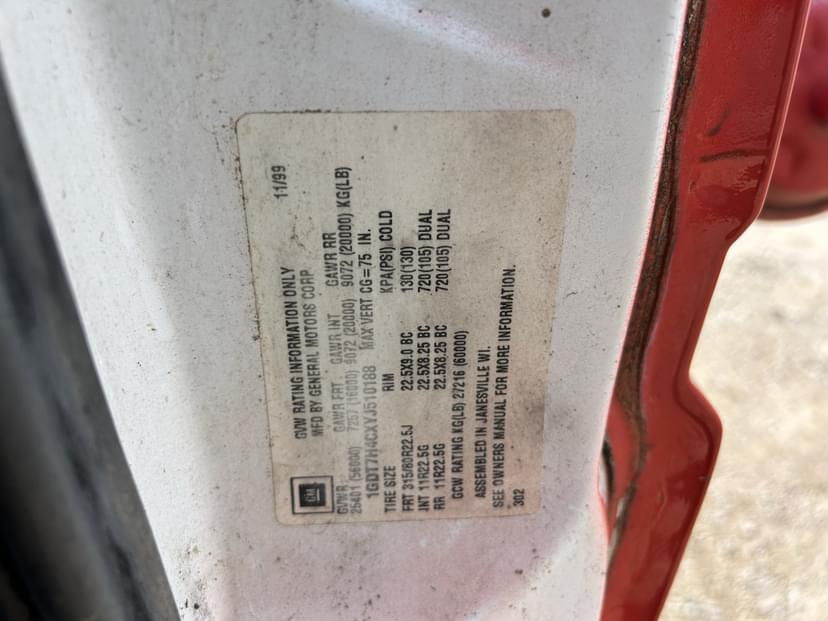 GM
GVW RATING INFORMATION ONLY 11/99
MFD BY GENERAL MOTORS CORP
GVWR GAWR FRT. GAWR INT GAWR RR
25401 (56000) 7257 (16000) 9072 (20000) 9072 (20000) KG(LB)
1GDT7H4CXYJ510188 MAX VERT CG=75 IN.
TIRE SIZE RIM KPA(PSI) COLD
FRT 315/80R22.5J 22.5X9.0 BC 130(130)
INT 11R22.5G 22.5X8.25 BC 720(105) DUAL
RR 11R22.5G 22.5X8.25 BC 720(105) DUAL
GCW RATING KG(LB) 27216 (60000)
ASSEMBLED IN JANESVILLE WI.
SEE OWNERS MANUAL FOR MORE INFORMATION.
302